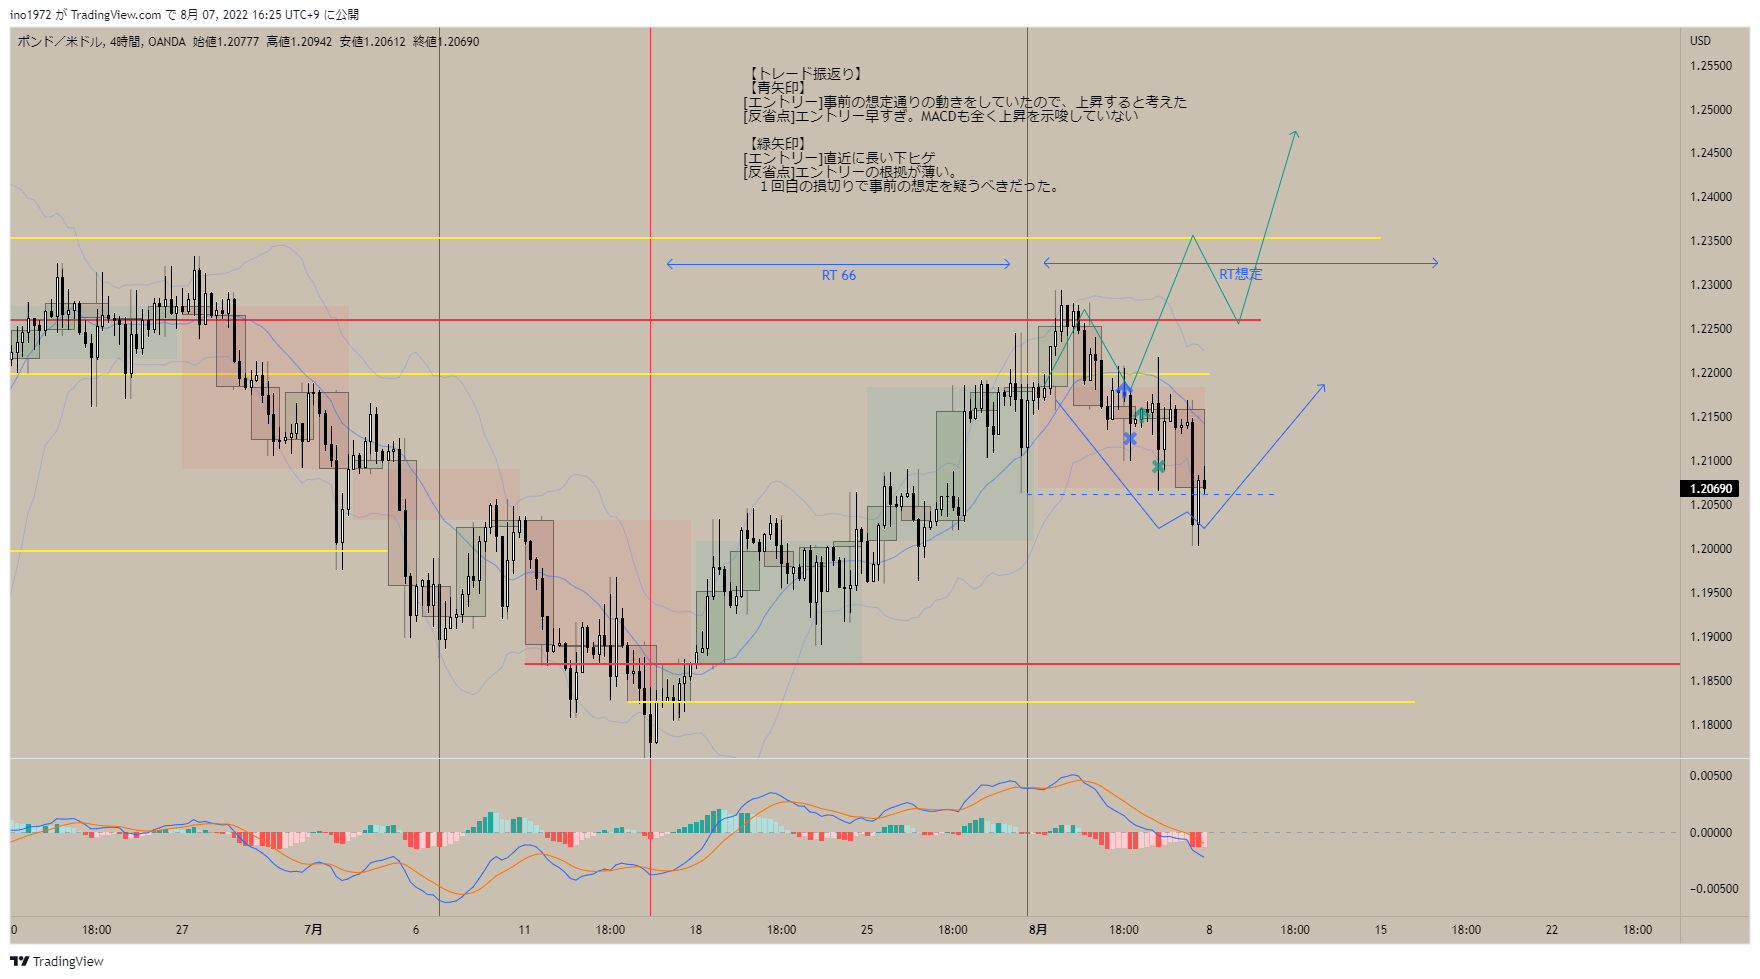 ino1972 が TradingView.com で 8月 07, 2022 16:25 UTC+9 に公開
ポンド／米ドル, 4時間, OANDA 始値1.20777 高値1.20942 安値1.20612 終値1.20690
USD
【トレード振返り】
【青矢印】
[エントリー]事前の想定通りの動きをしていたので、上昇すると考えた
[反省点]エントリー早すぎ。MACDも全く上昇を示唆していない
【緑矢印】
[エントリー]直近に長い下ヒゲ
[反省点]エントリーの根拠が薄い。
１回目の損切りで事前の想定を疑うべきだった。
RT 66
RT想定
1.25500
1.25000
1.24500
1.24000
1.23500
1.23000
1.22500
1.22000
1.21500
1.21000
1.20690
1.20500
1.20000
1.19500
1.19000
1.18500
1.18000
0.00500
0.00000
−0.00500
0 18:00 27 7月 6 11 18:00 18 18:00 25 18:00 8月 18:00 8 18:00 15 18:00 22 18:00
TradingView